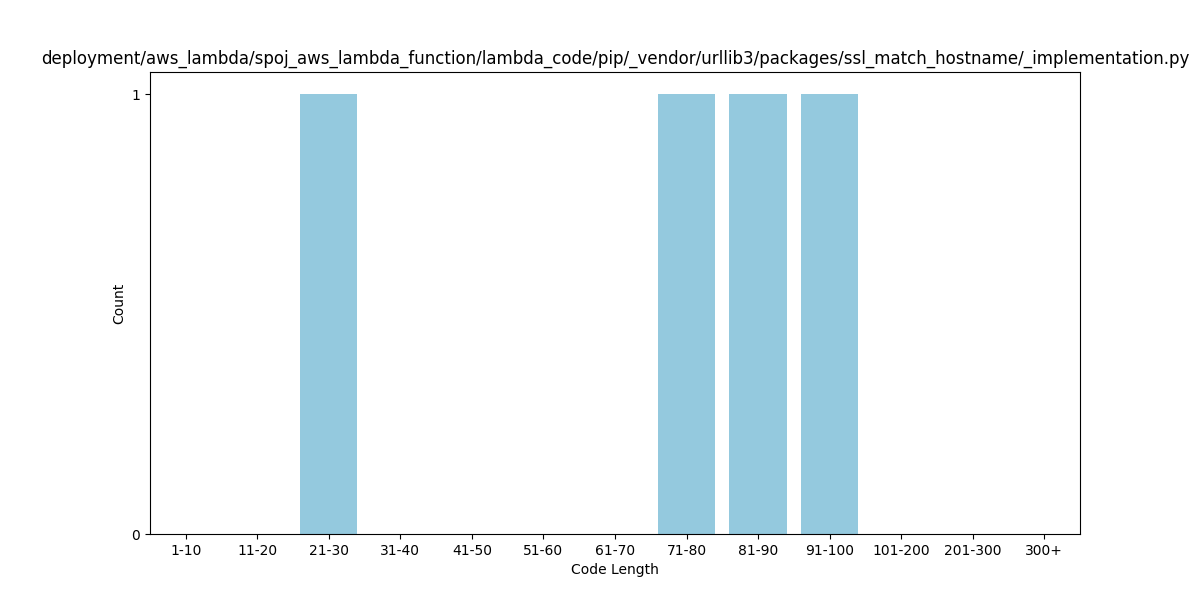 deployment/aws_lambda/spoj_aws_lambda_function/lambda_code/pip/_vendor/urllib3/packages/ssl_match_hostname/_implementation.py
1
Count
0
1-10 11-20 21-30 31-40 41-50 51-60 61-70 71-80 81-90 91-100 101-200 201-300 300+
Code Length